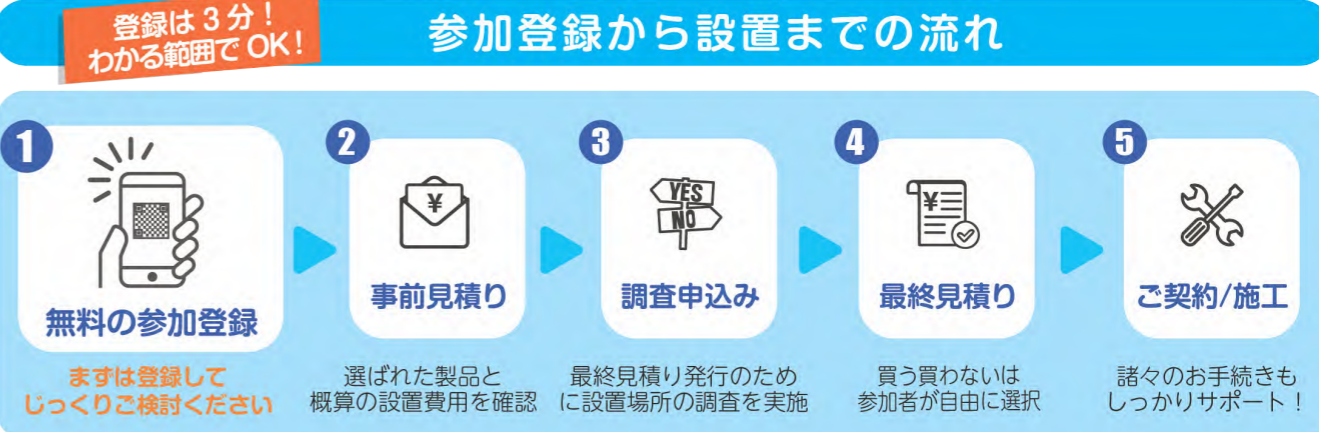 登録は3分！
わかる範囲でOK！
参加登録から設置までの流れ
1
無料の参加登録
まずは登録して
じっくりご検討ください
2
¥
事前見積り
選ばれた製品と
概算の設置費用を確認
3
YES
NO
調査申込み
最終見積り発行のため
に設置場所の調査を実施
4
¥
最終見積り
買う買わないは
参加者が自由に選択
5
ご契約/施工
諸々のお手続きも
しっかりサポート！